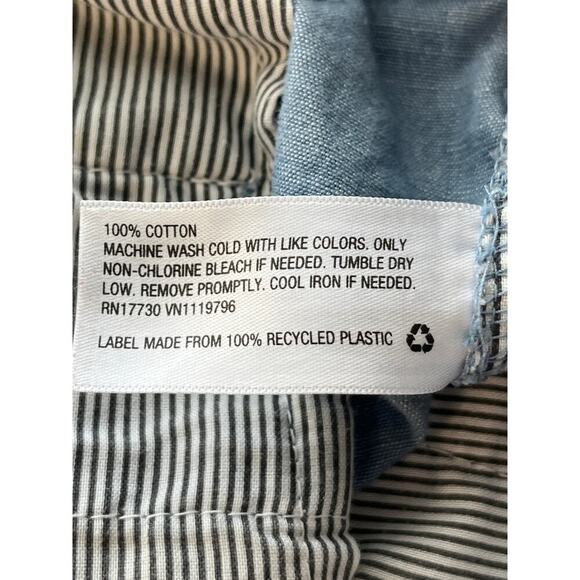 100% COTTON
MACHINE WASH COLD WITH LIKE COLORS. ONLY
NON-CHLORINE BLEACH IF NEEDED. TUMBLE DRY
LOW. REMOVE PROMPTLY. COOL IRON IF NEEDED.
RN17730 VN1119796
LABEL MADE FROM 100% RECYCLED PLASTIC